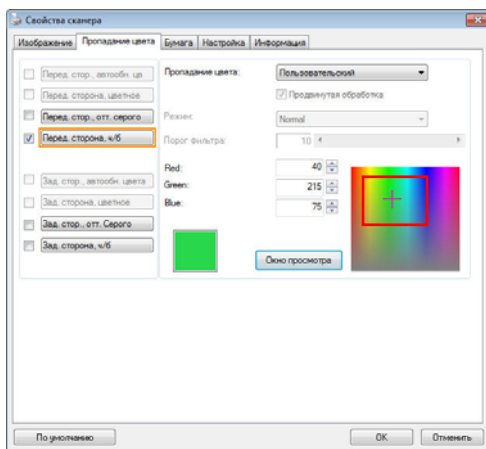 Свойства сканера
Изображение Пропадание цвета Бумага Настройка Информация
Перед. стор., автообн. цв Пропадание цвета: Пользовательский
Перед. сторона, цветное Продвинутая обработка
Перед. стор., отт. серого Режим: Normal
Перед. сторона, ч/б Порог фильтра: 10
Red: 40
Зад. стор., автообн. цвета Green: 215
Зад. сторона, цветное Blue: 75
Зад. стор., отт. Серого
Зад. сторона, ч/б Окно просмотра
По умолчанию OK Отменить